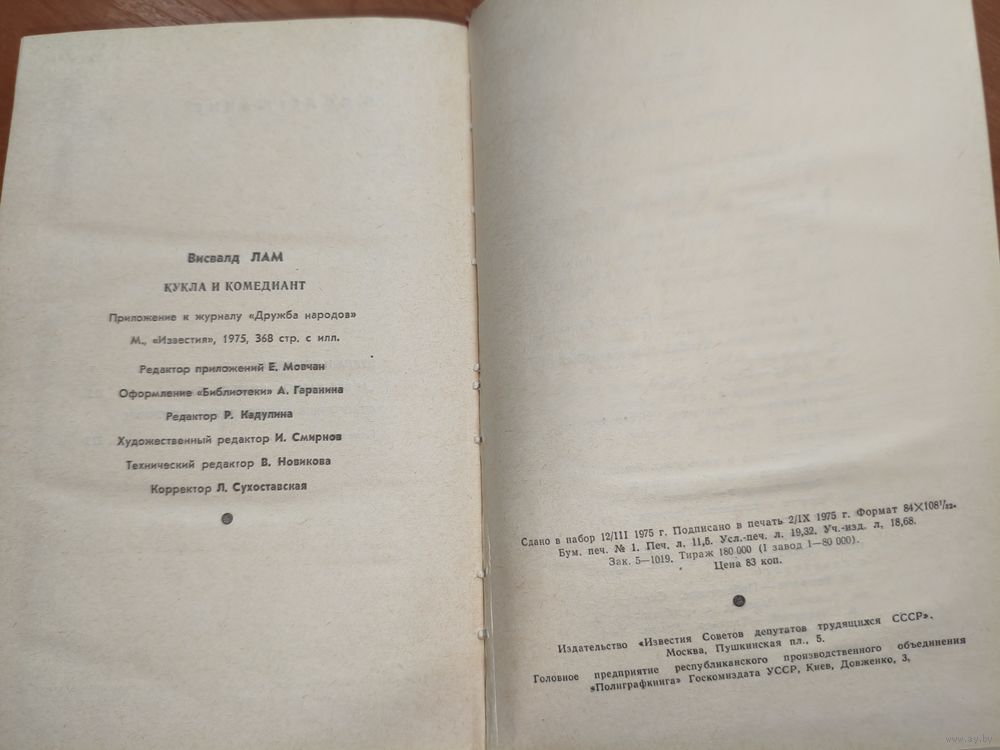 Висвалд ЛАМ
КУКЛА И КОМЕДИАНТ
Приложение к журналу «Дружба народов»
М., «Известия», 1975, 368 стр. с илл.
Редактор приложений Е. Мовчан
Оформление «Библиотеки» А. Гаранина
Редактор Р. Кадулина
Художественный редактор И. Смирнов
Технический редактор В. Новикова
Корректор Л. Сухоставская
Сдано в набор 12/III 1975 г. Подписано в печать 2/IX 1975 г. Формат 84×108¹/₃₂.
Бум. печ. № 1. Печ. л. 11,5. Усл.-печ. л. 19,32. Уч.-изд. л. 18,68.
Зак. 5—1019. Тираж 180 000 (I завод 1—80 000).
Цена 83 коп.
Издательство «Известия Советов депутатов трудящихся СССР».
Москва, Пушкинская пл., 5.
Головное предприятие республиканского производственного объединения
«Полиграфкнига» Госкомиздата УССР, Киев, Довженко, 3,
www.ay.by